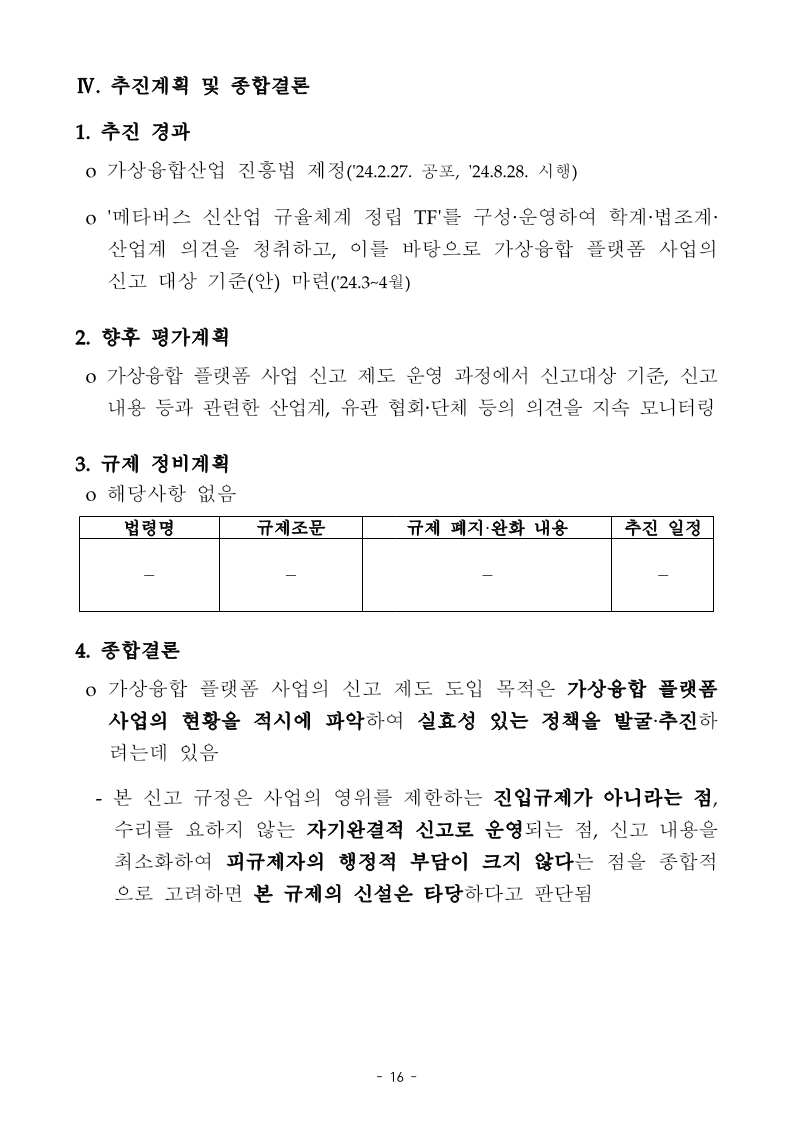 Ⅳ. 추진계획 및 종합결론
1. 추진 경과
o 가상융합산업 진흥법 제정('24.2.27. 공포, '24.8.28. 시행)
o '메타버스 신산업 규율체계 정립 TF'를 구성·운영하여 학계·법조계·
산업계 의견을 청취하고, 이를 바탕으로 가상융합 플랫폼 사업의
신고 대상 기준(안) 마련('24.3~4월)
2. 향후 평가계획
o 가상융합 플랫폼 사업 신고 제도 운영 과정에서 신고대상 기준, 신고
내용 등과 관련한 산업계, 유관 협회·단체 등의 의견을 지속 모니터링
3. 규제 정비계획
o 해당사항 없음
법령명 규제조문 규제 폐지·완화 내용 추진 일정
– – – –
4. 종합결론
o 가상융합 플랫폼 사업의 신고 제도 도입 목적은 가상융합 플랫폼
사업의 현황을 적시에 파악하여 실효성 있는 정책을 발굴·추진하
려는데 있음
- 본 신고 규정은 사업의 영위를 제한하는 진입규제가 아니라는 점,
수리를 요하지 않는 자기완결적 신고로 운영되는 점, 신고 내용을
최소화하여 피규제자의 행정적 부담이 크지 않다는 점을 종합적
으로 고려하면 본 규제의 신설은 타당하다고 판단됨
- 16 -